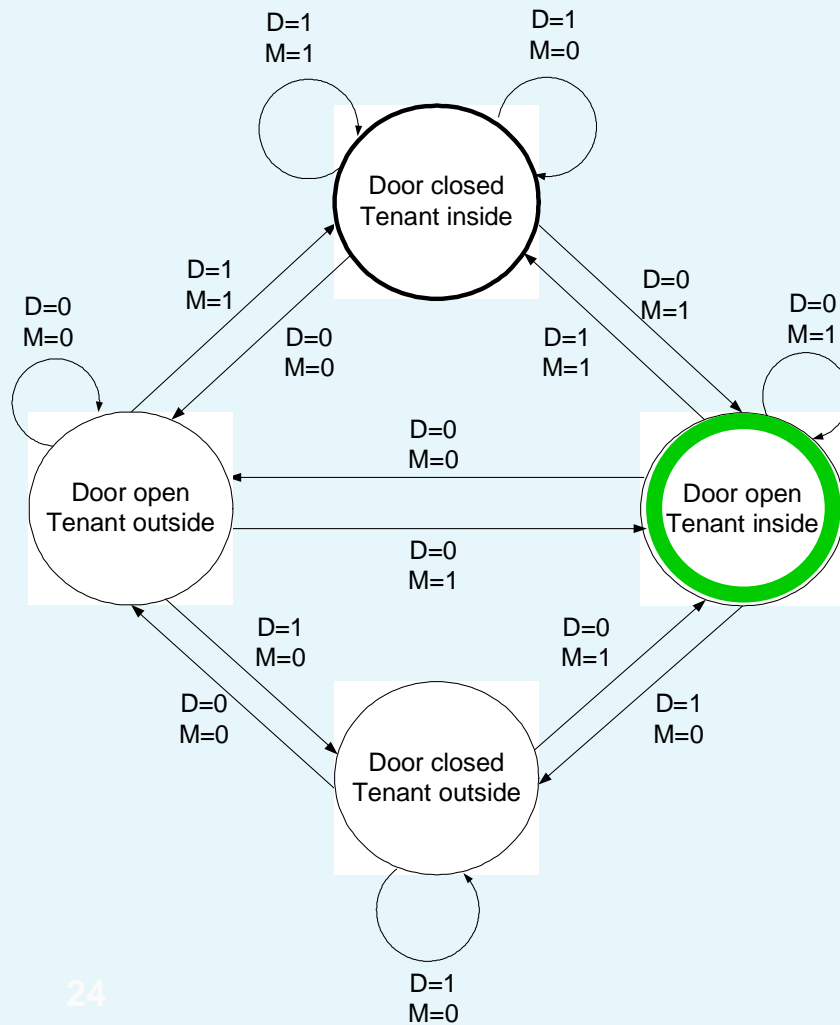 D=1
M=1
D=1
M=0
Door closed
Tenant inside
D=1
M=1
D=0
M=1
D=0
M=0
D=0
M=1
D=0
M=0
D=1
M=1
D=0
M=0
Door open
Tenant outside
Door open
Tenant inside
D=0
M=1
D=1
M=0
D=0
M=1
D=0
M=0
D=1
M=0
Door closed
Tenant outside
D=1
M=0
24